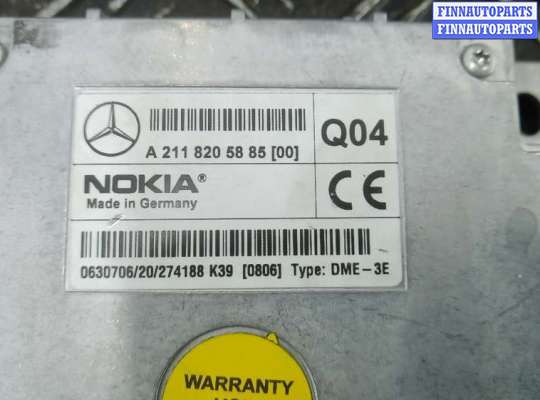 FINNAUTOPARTS
FINNAUTOPARTS
A 211 820 58 85 [00]
Q04
NOKIA®
Made in Germany
CE
0630706/20/274188 K39 [0806] Type: DME-3E
WARRANTY